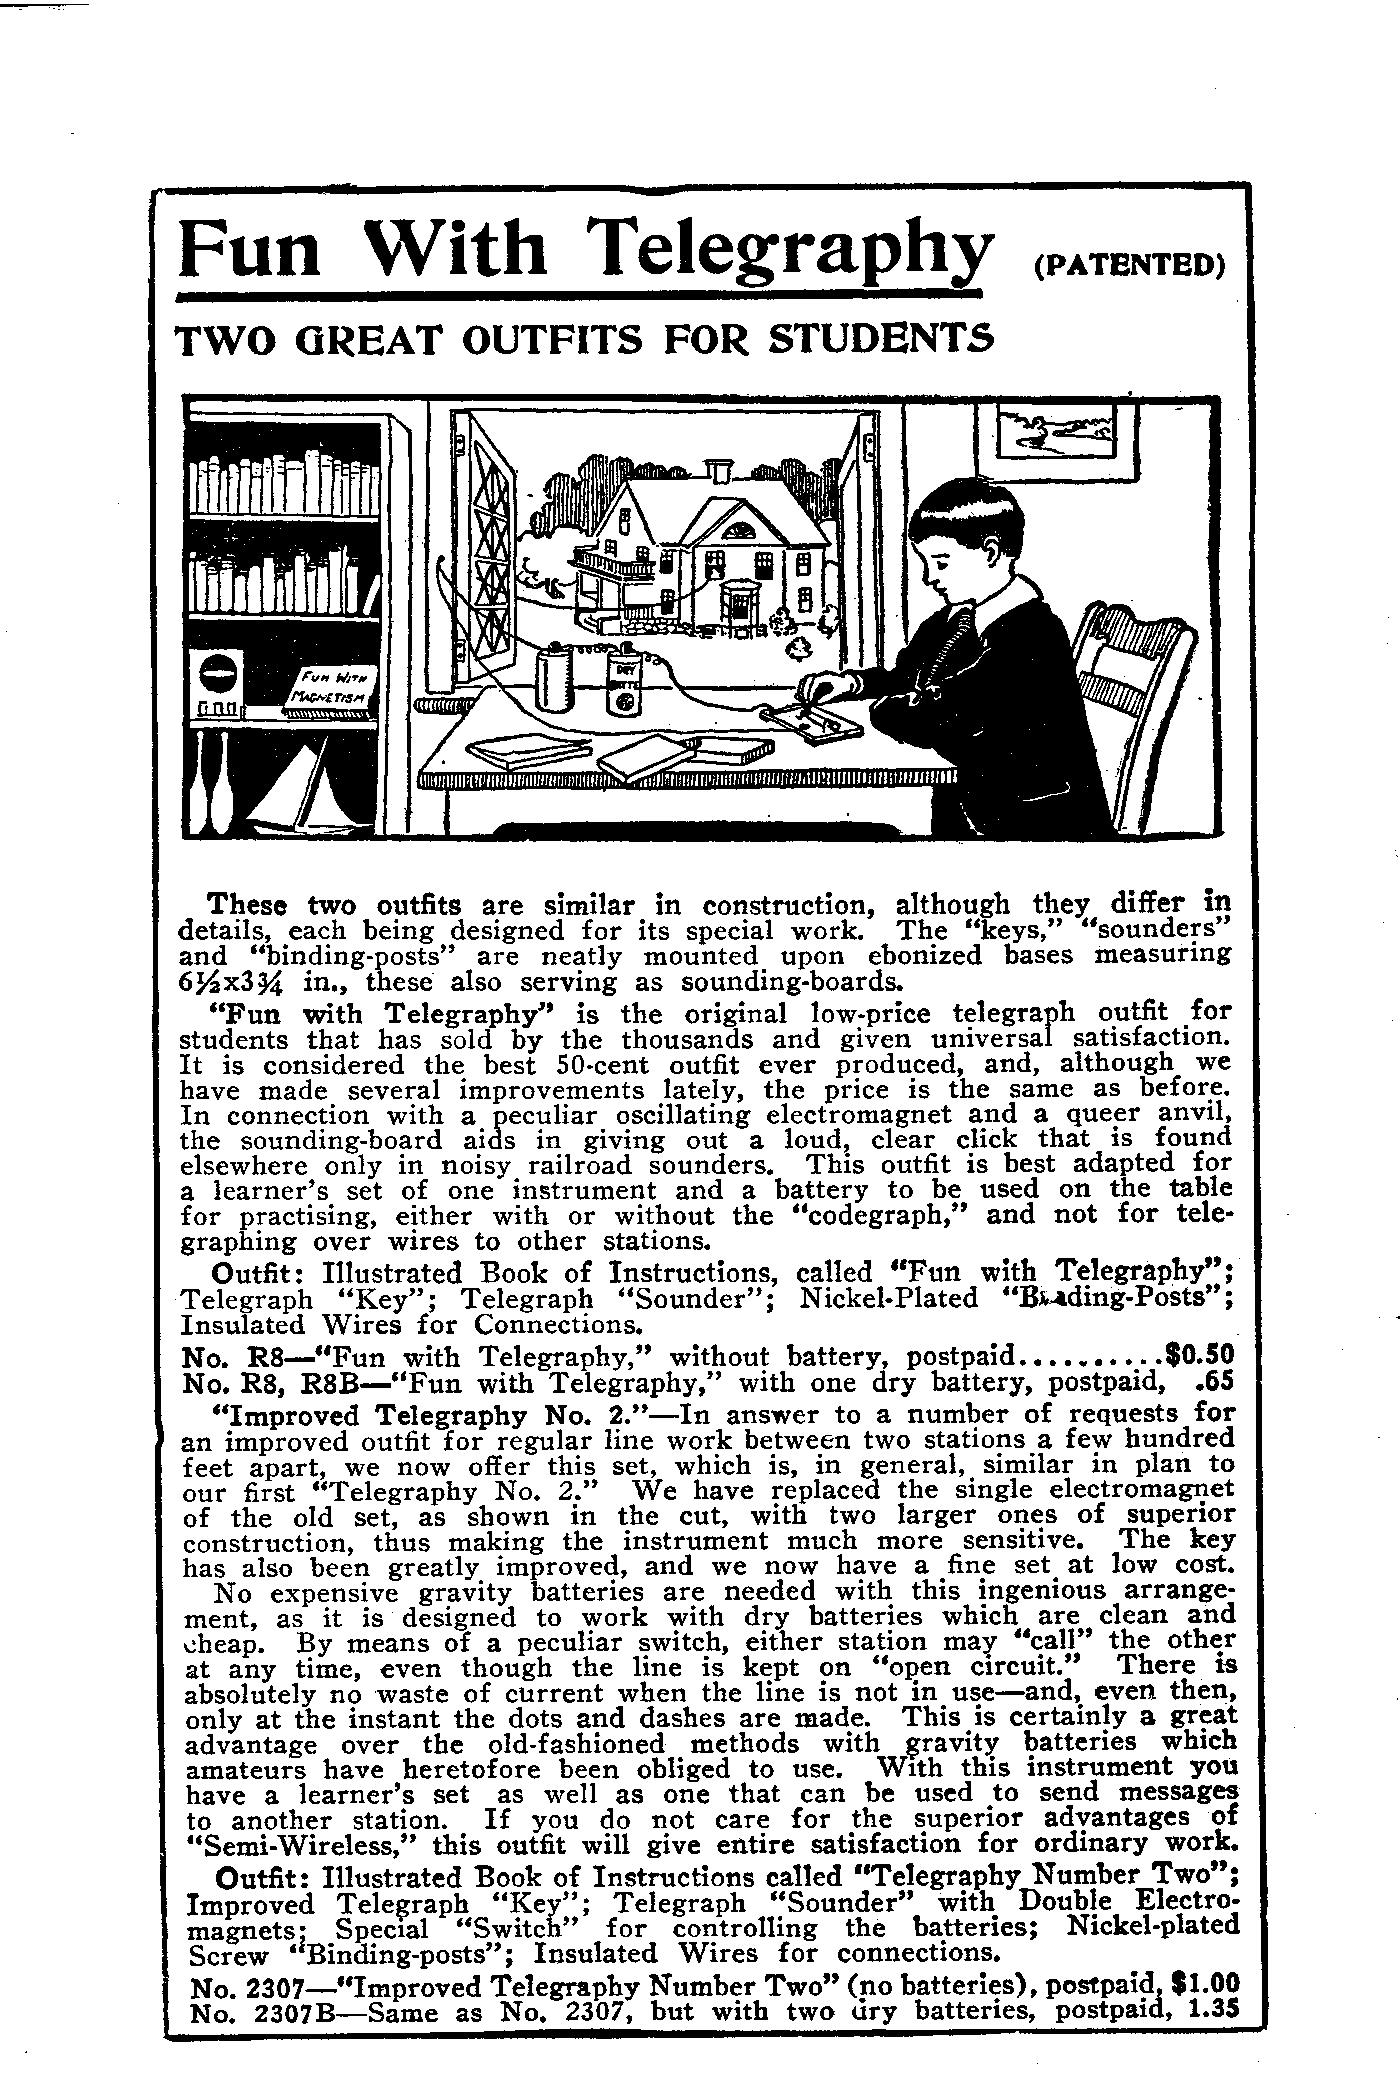 Fun With Telegraphy (PATENTED)
TWO GREAT OUTFITS FOR STUDENTS
FUN WITH
MAGNETISM
DRY
These two outfits are similar in construction, although they differ in
details, each being designed for its special work. The "keys," "sounders"
and "binding-posts" are neatly mounted upon ebonized bases measuring
6½x3¾ in., these also serving as sounding-boards.
"Fun with Telegraphy" is the original low-price telegraph outfit for
students that has sold by the thousands and given universal satisfaction.
It is considered the best 50-cent outfit ever produced, and, although we
have made several improvements lately, the price is the same as before.
In connection with a peculiar oscillating electromagnet and a queer anvil,
the sounding-board aids in giving out a loud, clear click that is found
elsewhere only in noisy railroad sounders. This outfit is best adapted for
a learner's set of one instrument and a battery to be used on the table
for practising, either with or without the "codegraph," and not for tele-
graphing over wires to other stations.
Outfit: Illustrated Book of Instructions, called "Fun with Telegraphy";
Telegraph "Key"; Telegraph "Sounder"; Nickel-Plated "Binding-Posts";
Insulated Wires for Connections.
No. R8—"Fun with Telegraphy," without battery, postpaid..........$0.50
No. R8, R8B—"Fun with Telegraphy," with one dry battery, postpaid, .65
"Improved Telegraphy No. 2."—In answer to a number of requests for
an improved outfit for regular line work between two stations a few hundred
feet apart, we now offer this set, which is, in general, similar in plan to
our first "Telegraphy No. 2." We have replaced the single electromagnet
of the old set, as shown in the cut, with two larger ones of superior
construction, thus making the instrument much more sensitive. The key
has also been greatly improved, and we now have a fine set at low cost.
No expensive gravity batteries are needed with this ingenious arrange-
ment, as it is designed to work with dry batteries which are clean and
cheap. By means of a peculiar switch, either station may "call" the other
at any time, even though the line is kept on "open circuit." There is
absolutely no waste of current when the line is not in use—and, even then,
only at the instant the dots and dashes are made. This is certainly a great
advantage over the old-fashioned methods with gravity batteries which
amateurs have heretofore been obliged to use. With this instrument you
have a learner's set as well as one that can be used to send messages
to another station. If you do not care for the superior advantages of
"Semi-Wireless," this outfit will give entire satisfaction for ordinary work.
Outfit: Illustrated Book of Instructions called "Telegraphy Number Two";
Improved Telegraph "Key"; Telegraph "Sounder" with Double Electro-
magnets; Special "Switch" for controlling the batteries; Nickel-plated
Screw "Binding-posts"; Insulated Wires for connections.
No. 2307—"Improved Telegraphy Number Two" (no batteries), postpaid, $1.00
No. 2307B—Same as No. 2307, but with two dry batteries, postpaid, 1.35